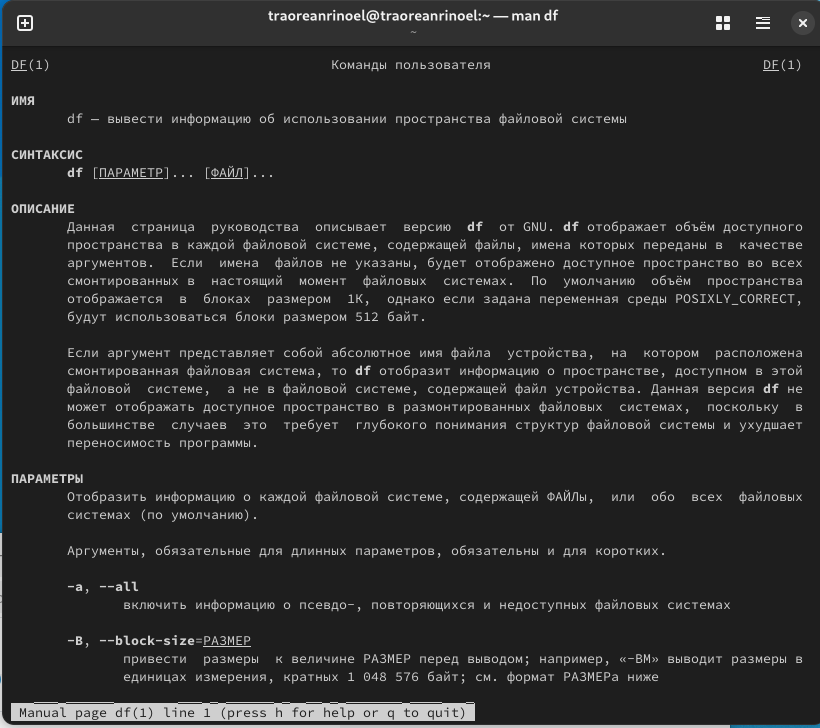 traoreanrinoel@traoreanrinoel:~ — man df
~
DF(1) Команды пользователя DF(1)
ИМЯ
df — вывести информацию об использовании пространства файловой системы
СИНТАКСИС
df [ПАРАМЕТР]... [ФАЙЛ]...
ОПИСАНИЕ
Данная страница руководства описывает версию df от GNU. df отображает объём доступного
пространства в каждой файловой системе, содержащей файлы, имена которых переданы в качестве
аргументов. Если имена файлов не указаны, будет отображено доступное пространство во всех
смонтированных в настоящий момент файловых системах. По умолчанию объём пространства
отображается в блоках размером 1K, однако если задана переменная среды POSIXLY_CORRECT,
будут использоваться блоки размером 512 байт.
Если аргумент представляет собой абсолютное имя файла устройства, на котором расположена
смонтированная файловая система, то df отобразит информацию о пространстве, доступном в этой
файловой системе, а не в файловой системе, содержащей файл устройства. Данная версия df не
может отображать доступное пространство в размонтированных файловых системах, поскольку в
большинстве случаев это требует глубокого понимания структур файловой системы и ухудшает
переносимость программы.
ПАРАМЕТРЫ
Отобразить информацию о каждой файловой системе, содержащей ФАЙЛы, или обо всех файловых
системах (по умолчанию).
Аргументы, обязательные для длинных параметров, обязательны и для коротких.
-a, --all
включить информацию о псевдо-, повторяющихся и недоступных файловых системах
-B, --block-size=РАЗМЕР
привести размеры к величине РАЗМЕР перед выводом; например, «-BM» выводит размеры в
единицах измерения, кратных 1 048 576 байт; см. формат РАЗМЕРа ниже
Manual page df(1) line 1 (press h for help or q to quit)